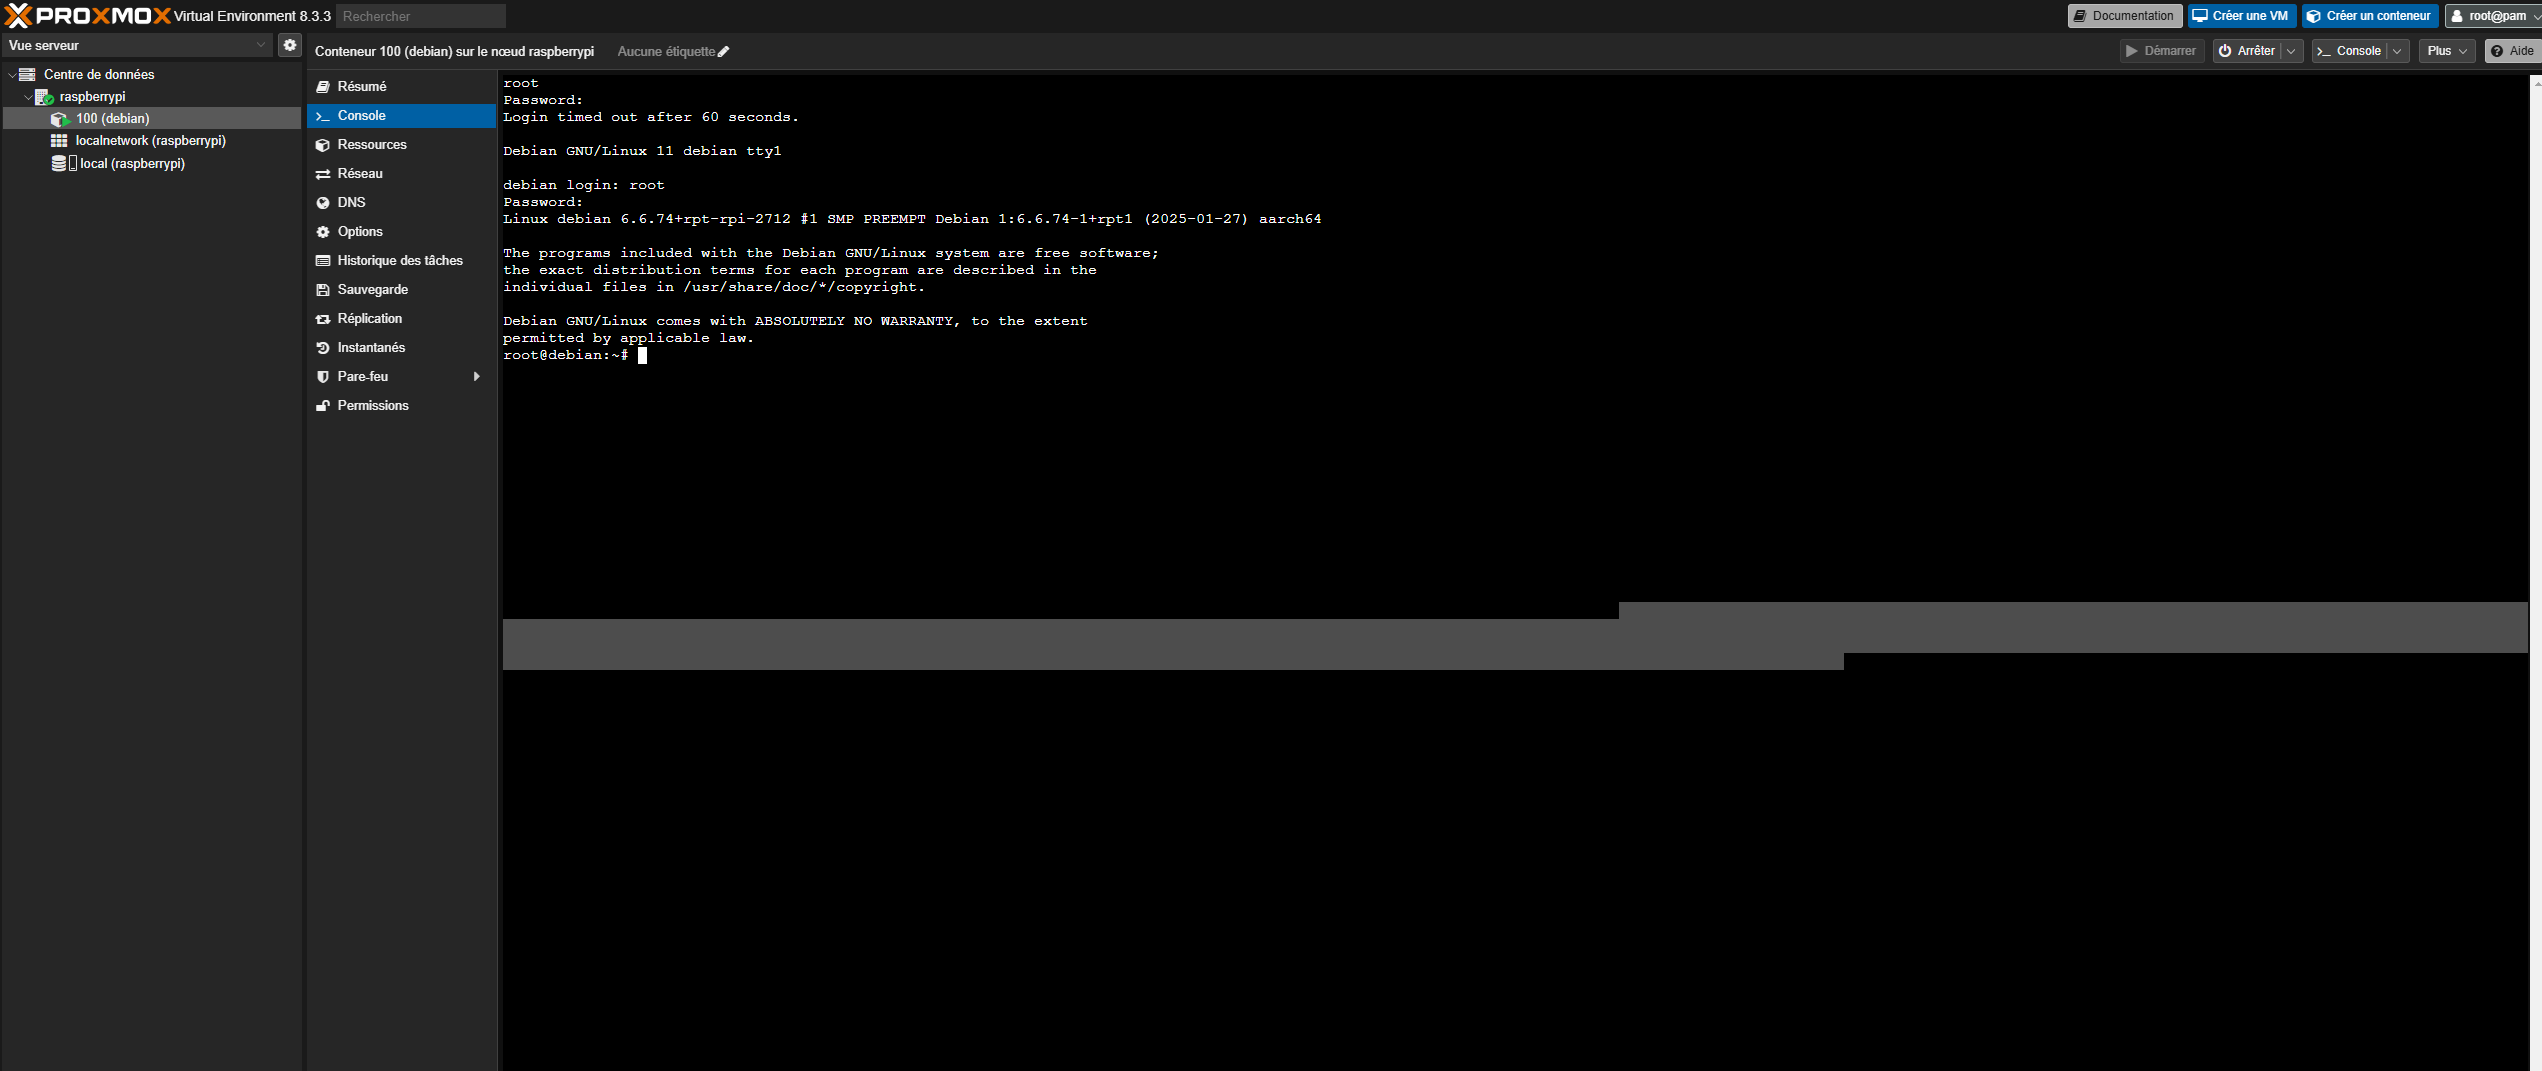 PROXMOX Virtual Environment 8.3.3 Rechercher Documentation Créer une VM Créer un conteneur root@pam
Vue serveur
Centre de données
raspberrypi
100 (debian)
localnetwork (raspberrypi)
local (raspberrypi)
Conteneur 100 (debian) sur le nœud raspberrypi Aucune étiquette Démarrer Arrêter Console Plus Aide
Résumé
Console
Ressources
Réseau
DNS
Options
Historique des tâches
Sauvegarde
Réplication
Instantanés
Pare-feu
Permissions
root
Password:
Login timed out after 60 seconds.
Debian GNU/Linux 11 debian tty1
debian login: root
Password:
Linux debian 6.6.74+rpt-rpi-2712 #1 SMP PREEMPT Debian 1:6.6.74-1+rpt1 (2025-01-27) aarch64
The programs included with the Debian GNU/Linux system are free software;
the exact distribution terms for each program are described in the
individual files in /usr/share/doc/*/copyright.
Debian GNU/Linux comes with ABSOLUTELY NO WARRANTY, to the extent
permitted by applicable law.
root@debian:~#